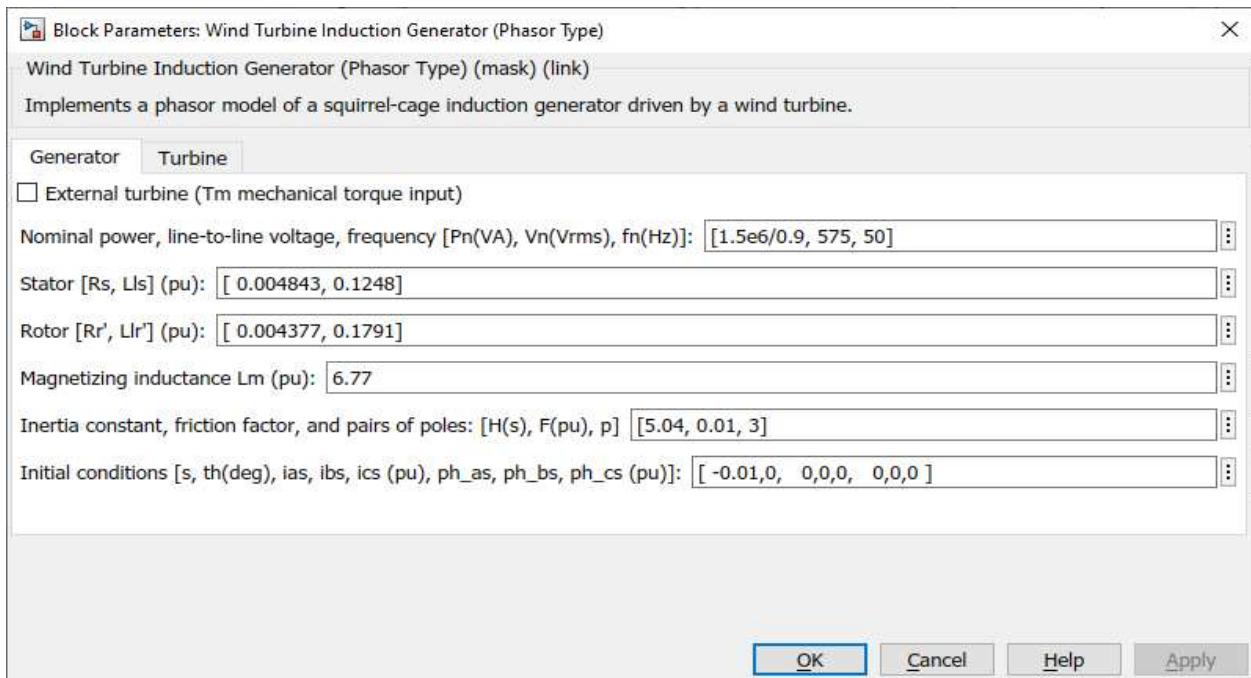 Block Parameters: Wind Turbine Induction Generator (Phasor Type)
Wind Turbine Induction Generator (Phasor Type) (mask) (link)
Implements a phasor model of a squirrel-cage induction generator driven by a wind turbine.
Generator Turbine
External turbine (Tm mechanical torque input)
Nominal power, line-to-line voltage, frequency [Pn(VA), Vn(Vrms), fn(Hz)]: [1.5e6/0.9, 575, 50]
Stator [Rs, Lls] (pu): [ 0.004843, 0.1248]
Rotor [Rr', Llr'] (pu): [ 0.004377, 0.1791]
Magnetizing inductance Lm (pu): 6.77
Inertia constant, friction factor, and pairs of poles: [H(s), F(pu), p] [5.04, 0.01, 3]
Initial conditions [s, th(deg), ias, ibs, ics (pu), ph_as, ph_bs, ph_cs (pu)]: [ -0.01,0, 0,0,0, 0,0,0 ]
OK Cancel Help Apply